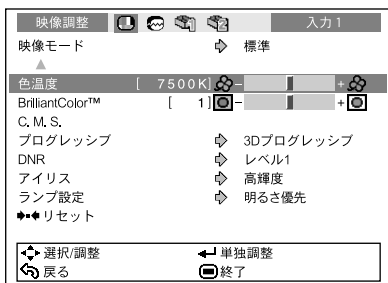 映像調整 入力1
映像モード 標準
色温度 [ 7500K] - +
BrilliantColor™ [ 1] - +
C. M. S.
プログレッシブ 3Dプログレッシブ
DNR レベル1
アイリス 高輝度
ランプ設定 明るさ優先
リセット
選択/調整 単独調整
戻る 終了